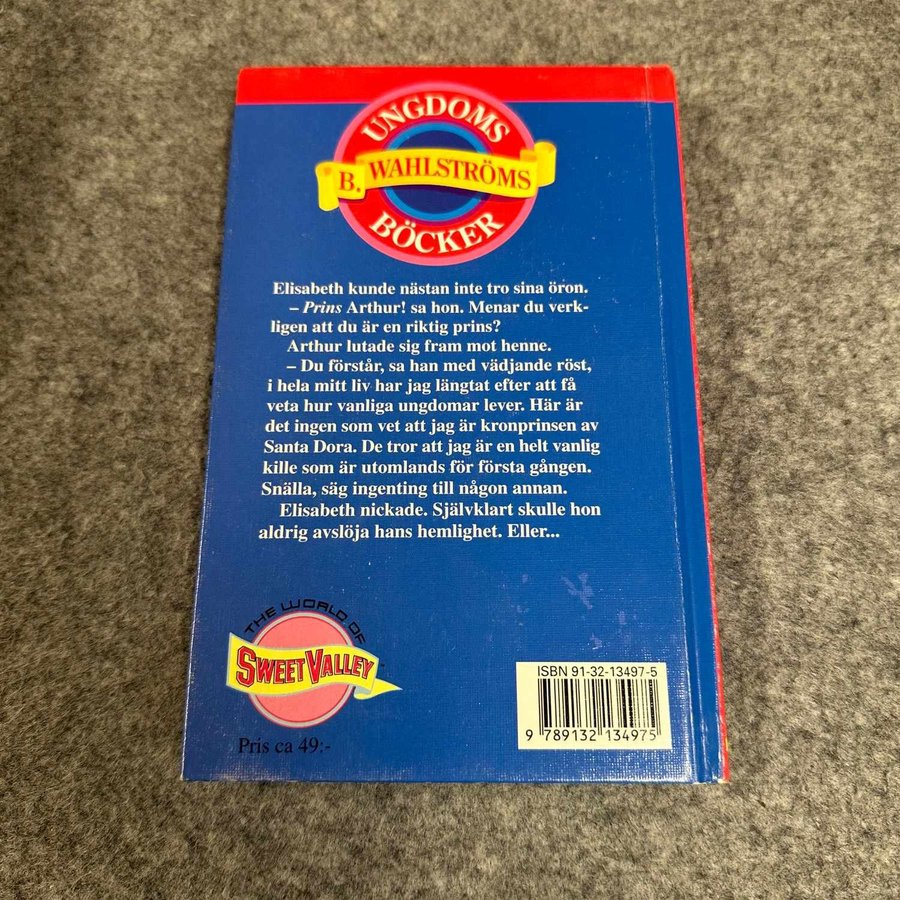 UNGDOMS
B. WAHLSTRÖMS
BÖCKER
Elisabeth kunde nästan inte tro sina öron.
– Prins Arthur! sa hon. Menar du verk-
ligen att du är en riktig prins?
Arthur lutade sig fram mot henne.
– Du förstår, sa han med vädjande röst,
i hela mitt liv har jag längtat efter att få
veta hur vanliga ungdomar lever. Här är
det ingen som vet att jag är kronprinsen av
Santa Dora. De tror att jag är en helt vanlig
kille som är utomlands för första gången.
Snälla, säg ingenting till någon annan.
Elisabeth nickade. Självklart skulle hon
aldrig avslöja hans hemlighet. Eller...
THE WORLD OF
SWEET VALLEY™
Pris ca 49:-
ISBN 91-32-13497-5
9 789132 134975